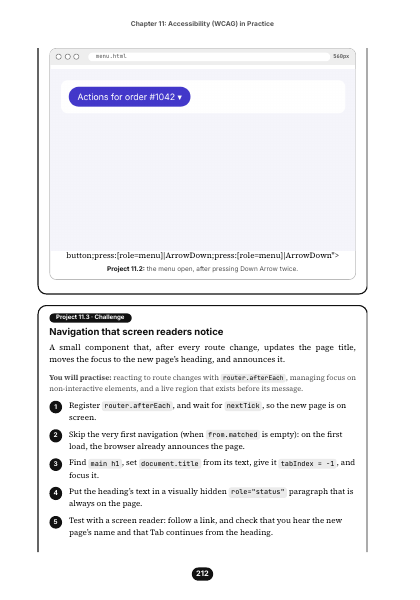 Chapter 11: Accessibility (WCAG) in Practice
menu.html
560px
Actions for order #1042 ▾
button;press:[role=menu]|ArrowDown;press:[role=menu]|ArrowDown">
Project 11.2: the menu open, after pressing Down Arrow twice.
Project 11.3 · Challenge
Navigation that screen readers notice
A small component that, after every route change, updates the page title,
moves the focus to the new page's heading, and announces it.
You will practise: reacting to route changes with router.afterEach, managing focus on
non-interactive elements, and a live region that exists before its message.
1 Register router.afterEach, and wait for nextTick, so the new page is on
screen.
2 Skip the very first navigation (when from.matched is empty): on the first
load, the browser already announces the page.
3 Find main h1, set document.title from its text, give it tabIndex = -1, and
focus it.
4 Put the heading's text in a visually hidden role="status" paragraph that is
always on the page.
5 Test with a screen reader: follow a link, and check that you hear the new
page's name and that Tab continues from the heading.
212